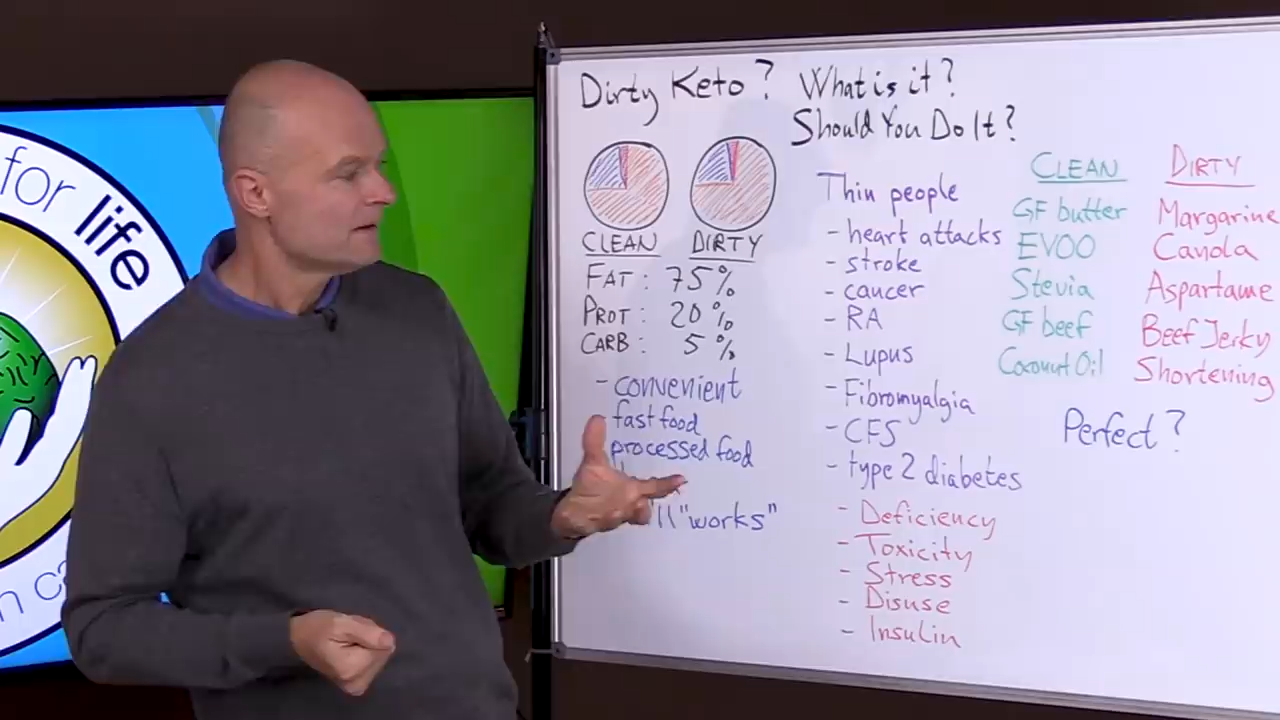 for life
n ca
Dirty Keto? What is it?
Should You Do It?
CLEAN DIRTY
FAT: 75%
PROT: 20%
CARB: 5%
- convenient
- fast food
processed food
"works"
Thin people
- heart attacks
- stroke
- cancer
- RA
- Lupus
- Fibromyalgia
- CFS
- type 2 diabetes
- Deficiency
- Toxicity
- Stress
- Disuse
- Insulin
CLEAN DIRTY
GF butter Margarine
EVOO Canola
Stevia Aspartame
GF beef Beef Jerky
Coconut Oil Shortening
Perfect?